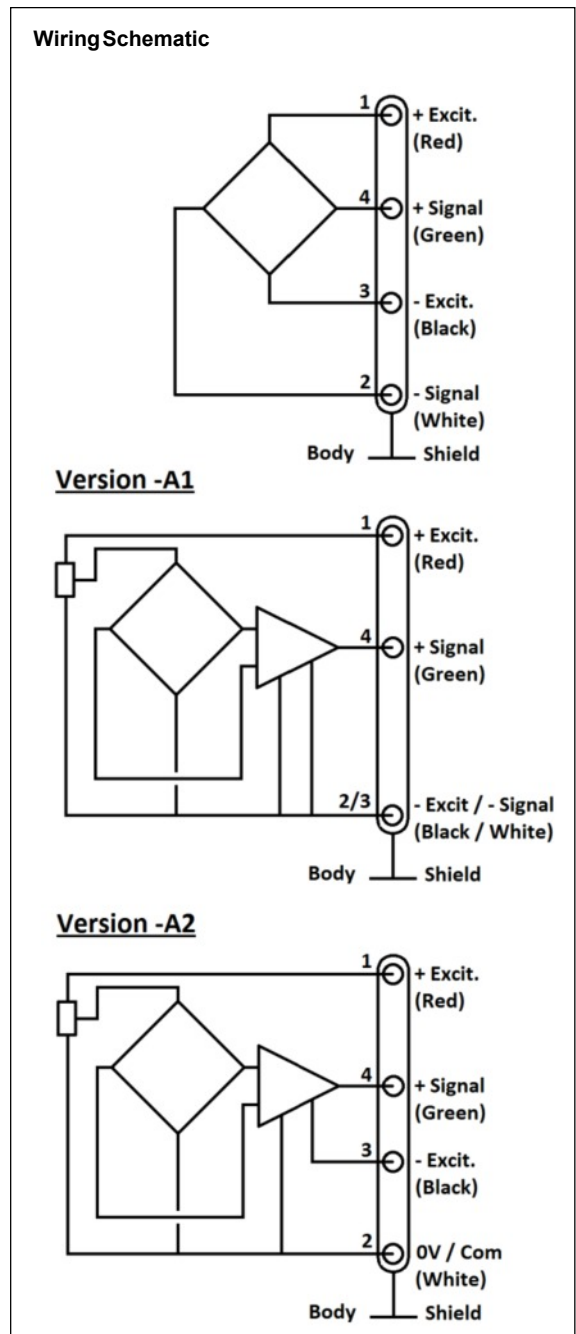 Wiring Schematic
1
+ Excit.
(Red)
4
+ Signal
(Green)
3
- Excit.
(Black)
2
- Signal
(White)
Body Shield
Version -A1
1
+ Excit.
(Red)
4
+ Signal
(Green)
2/3
- Excit / - Signal
(Black / White)
Body Shield
Version -A2
1
+ Excit.
(Red)
4
+ Signal
(Green)
3
- Excit.
(Black)
2
0V / Com
(White)
Body Shield